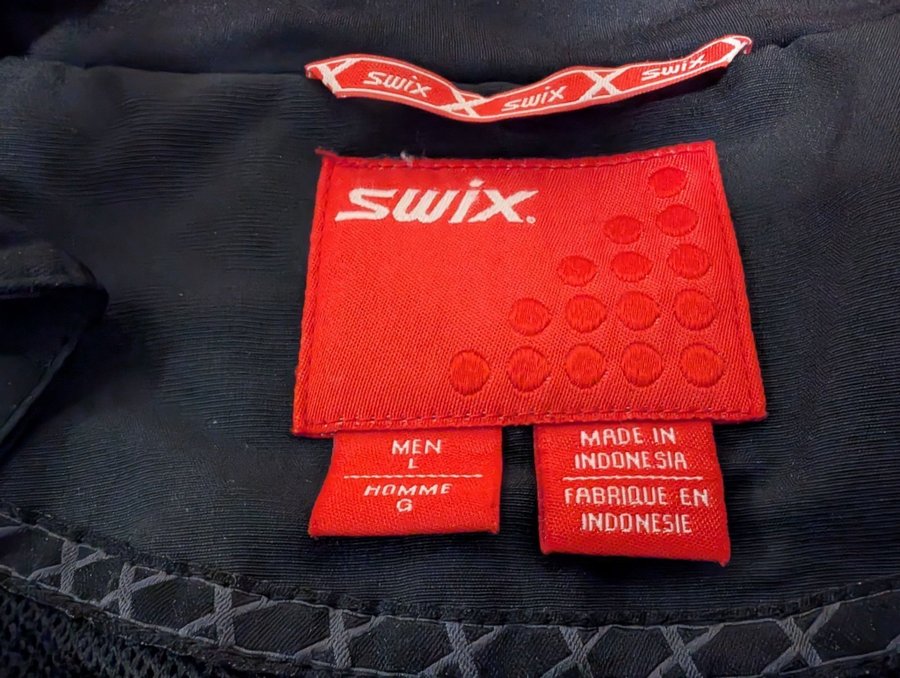 SWIX SWIX SWIX
SWIX.
MEN
L
HOMME
G
MADE IN
INDONESIA
FABRIQUE EN
INDONESIE